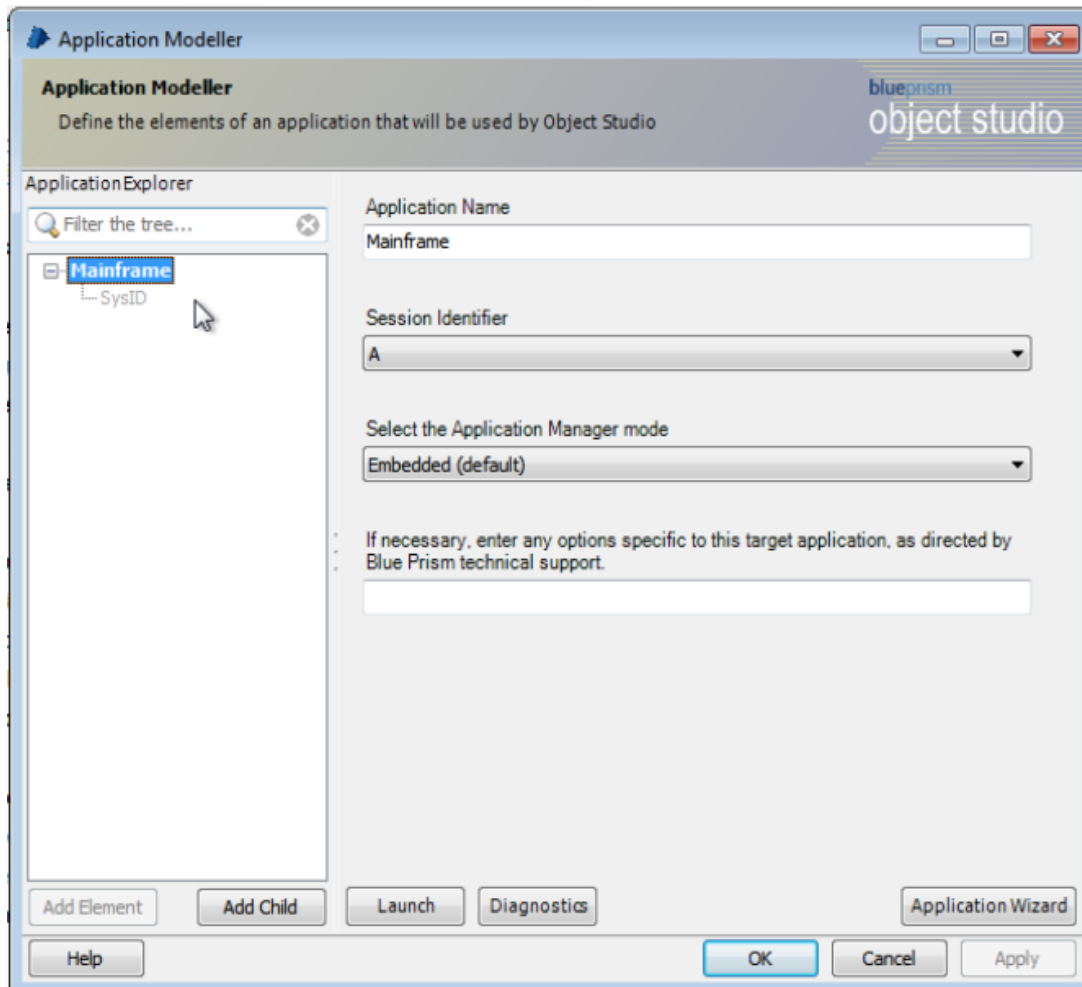 Application Modeller
Application Modeller
Define the elements of an application that will be used by Object Studio
blueprism
object studio
Application Explorer
Filter the tree...
Mainframe
SysID
Application Name
Mainframe
Session Identifier
A
Select the Application Manager mode
Embedded (default)
If necessary, enter any options specific to this target application, as directed by
Blue Prism technical support.
Add Element
Add Child
Launch
Diagnostics
Application Wizard
Help
OK
Cancel
Apply